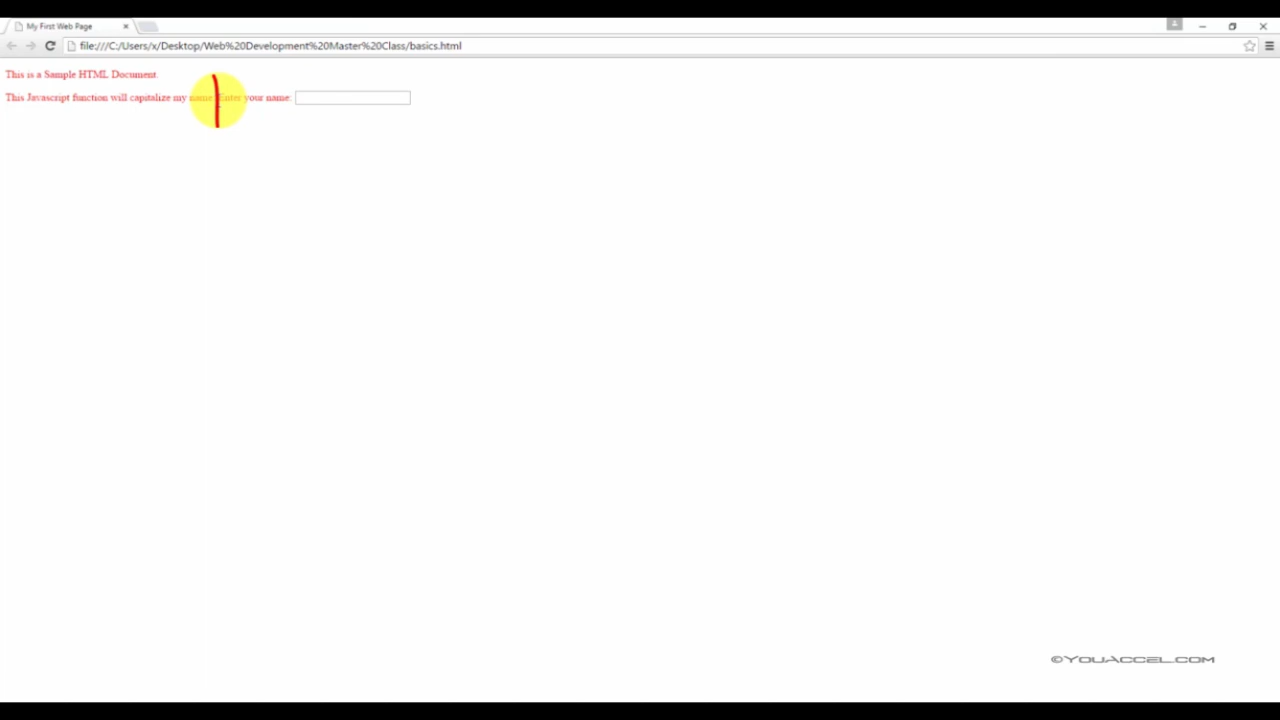 My First Web Page
file:///C:/Users/x/Desktop/Web%20Development%20Master%20Class/basics.html
This is a Sample HTML Document.
This Javascript function will capitalize my name. Enter your name:
©YOUACCEL.COM